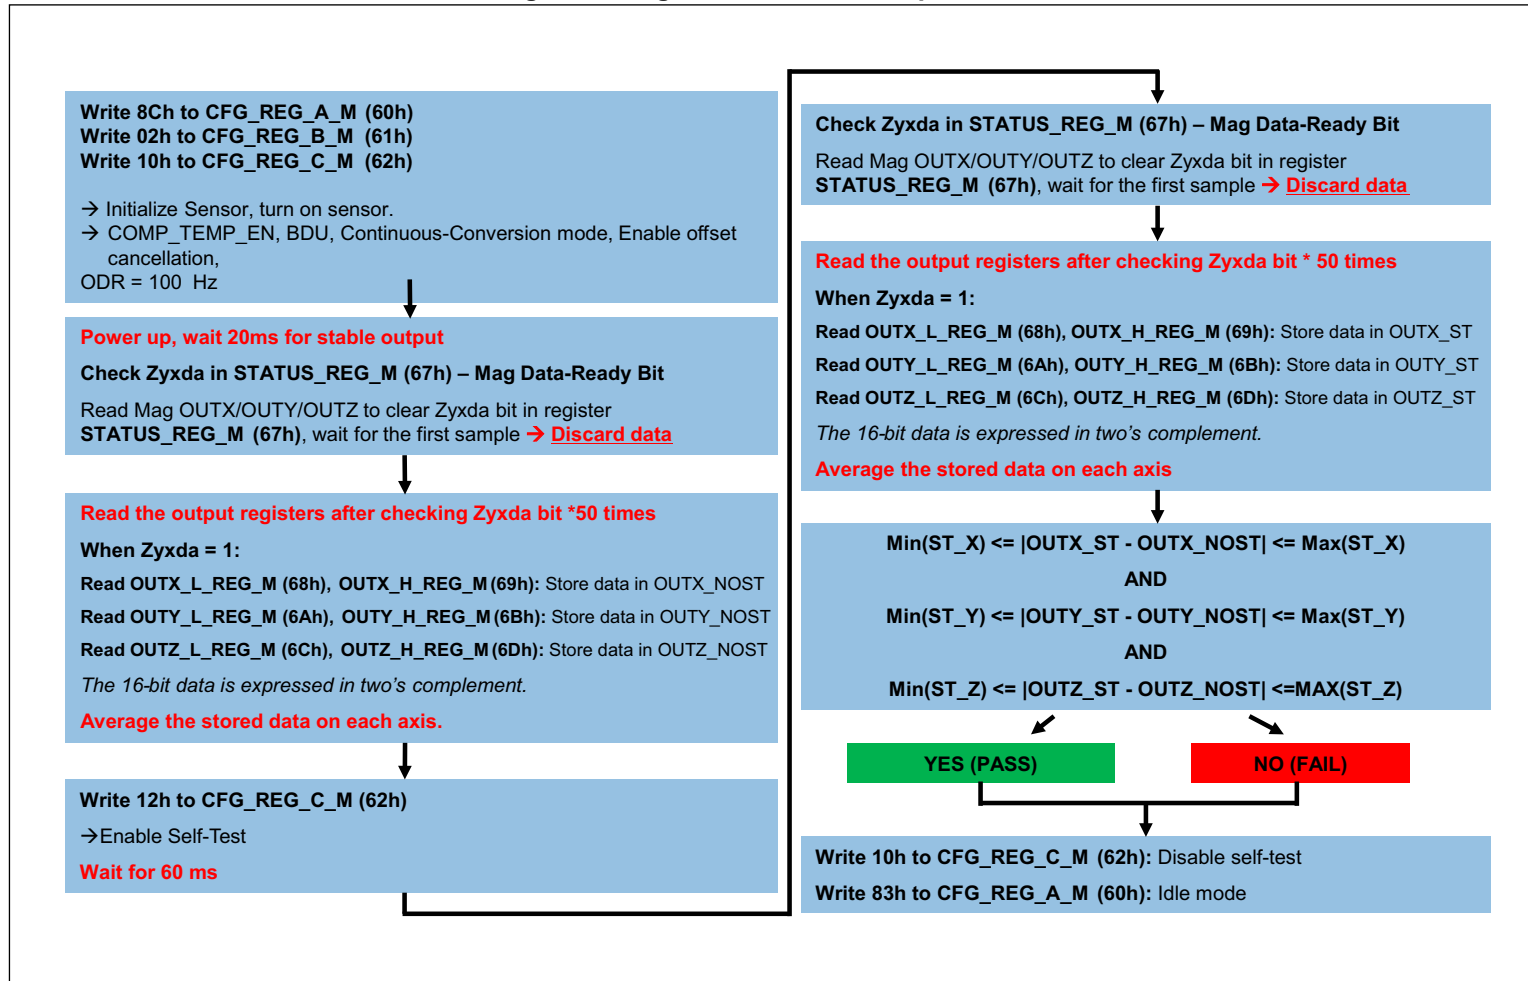 Write 8Ch to CFG_REG_A_M (60h)
Write 02h to CFG_REG_B_M (61h)
Write 10h to CFG_REG_C_M (62h)
→ Initialize Sensor, turn on sensor.
→ COMP_TEMP_EN, BDU, Continuous-Conversion mode, Enable offset
cancellation,
ODR = 100 Hz
Power up, wait 20ms for stable output
Check Zyxda in STATUS_REG_M (67h) – Mag Data-Ready Bit
Read Mag OUTX/OUTY/OUTZ to clear Zyxda bit in register
STATUS_REG_M (67h), wait for the first sample → Discard data
Read the output registers after checking Zyxda bit *50 times
When Zyxda = 1:
Read OUTX_L_REG_M (68h), OUTX_H_REG_M (69h): Store data in OUTX_NOST
Read OUTY_L_REG_M (6Ah), OUTY_H_REG_M (6Bh): Store data in OUTY_NOST
Read OUTZ_L_REG_M (6Ch), OUTZ_H_REG_M (6Dh): Store data in OUTZ_NOST
The 16-bit data is expressed in two's complement.
Average the stored data on each axis.
Write 12h to CFG_REG_C_M (62h)
→Enable Self-Test
Wait for 60 ms
Check Zyxda in STATUS_REG_M (67h) – Mag Data-Ready Bit
Read Mag OUTX/OUTY/OUTZ to clear Zyxda bit in register
STATUS_REG_M (67h), wait for the first sample → Discard data
Read the output registers after checking Zyxda bit * 50 times
When Zyxda = 1:
Read OUTX_L_REG_M (68h), OUTX_H_REG_M (69h): Store data in OUTX_ST
Read OUTY_L_REG_M (6Ah), OUTY_H_REG_M (6Bh): Store data in OUTY_ST
Read OUTZ_L_REG_M (6Ch), OUTZ_H_REG_M (6Dh): Store data in OUTZ_ST
The 16-bit data is expressed in two's complement.
Average the stored data on each axis
Min(ST_X) <= |OUTX_ST - OUTX_NOST| <= Max(ST_X)
AND
Min(ST_Y) <= |OUTY_ST - OUTY_NOST| <= Max(ST_Y)
AND
Min(ST_Z) <= |OUTZ_ST - OUTZ_NOST| <=MAX(ST_Z)
YES (PASS)
NO (FAIL)
Write 10h to CFG_REG_C_M (62h): Disable self-test
Write 83h to CFG_REG_A_M (60h): Idle mode